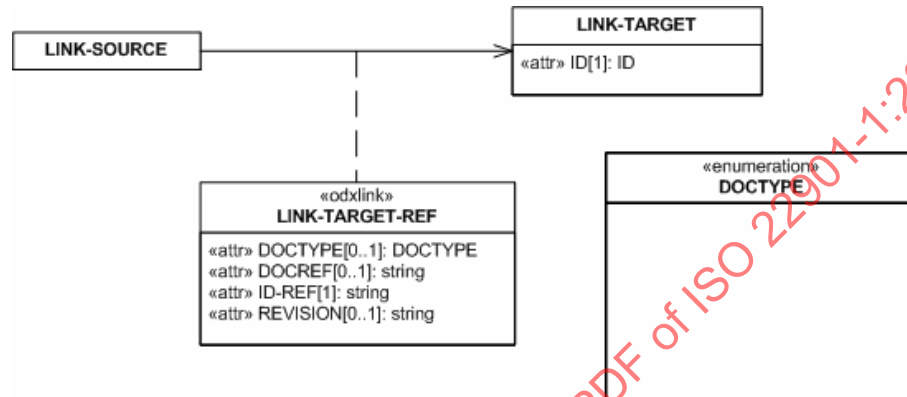 LINK-SOURCE
LINK-TARGET
«attr» ID[1]: ID
«odxlink»
LINK-TARGET-REF
«attr» DOCTYPE[0..1]: DOCTYPE
«attr» DOCREF[0..1]: string
«attr» ID-REF[1]: string
«attr» REVISION[0..1]: string
«enumeration»
DOCTYPE
PDF of ISO 22901-1:2